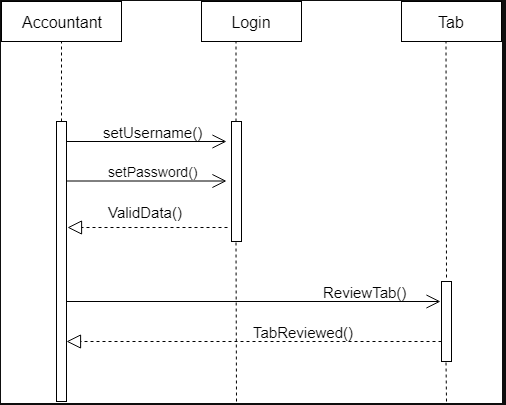 Accountant
Login
Tab
setUsername()
setPassword()
ValidData()
ReviewTab()
TabReviewed()